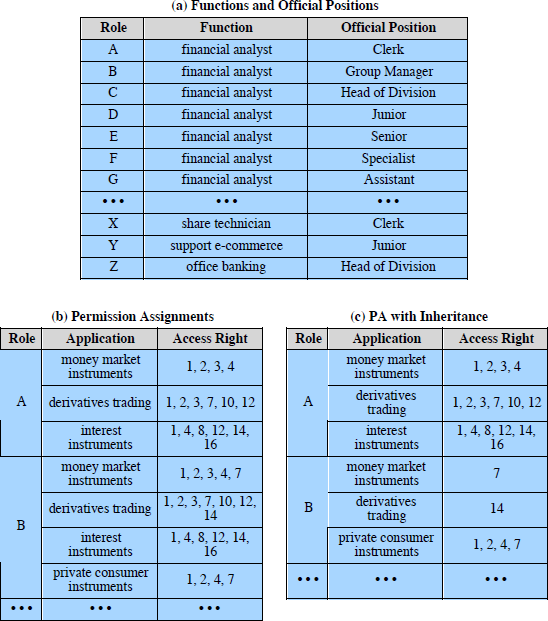 (a) Functions and Official Positions
Role Function Official Position
A financial analyst Clerk
B financial analyst Group Manager
C financial analyst Head of Division
D financial analyst Junior
E financial analyst Senior
F financial analyst Specialist
G financial analyst Assistant
••• ••• •••
X share technician Clerk
Y support e-commerce Junior
Z office banking Head of Division
(b) Permission Assignments
Role Application Access Right
A
money market
instruments
1, 2, 3, 4
derivatives trading 1, 2, 3, 7, 10, 12
interest
instruments
1, 4, 8, 12, 14,
16
B
money market
instruments
1, 2, 3, 4, 7
derivatives trading
1, 2, 3, 7, 10, 12,
14
interest
instruments
1, 4, 8, 12, 14,
16
private consumer
instruments
1, 2, 4, 7
••• ••• •••
(c) PA with Inheritance
Role Application Access Right
A
money market
instruments
1, 2, 3, 4
derivatives
trading
1, 2, 3, 7, 10, 12
interest
instruments
1, 4, 8, 12, 14,
16
B
money market
instruments
7
derivatives
trading
14
private consumer
instruments
1, 2, 4, 7
••• ••• •••